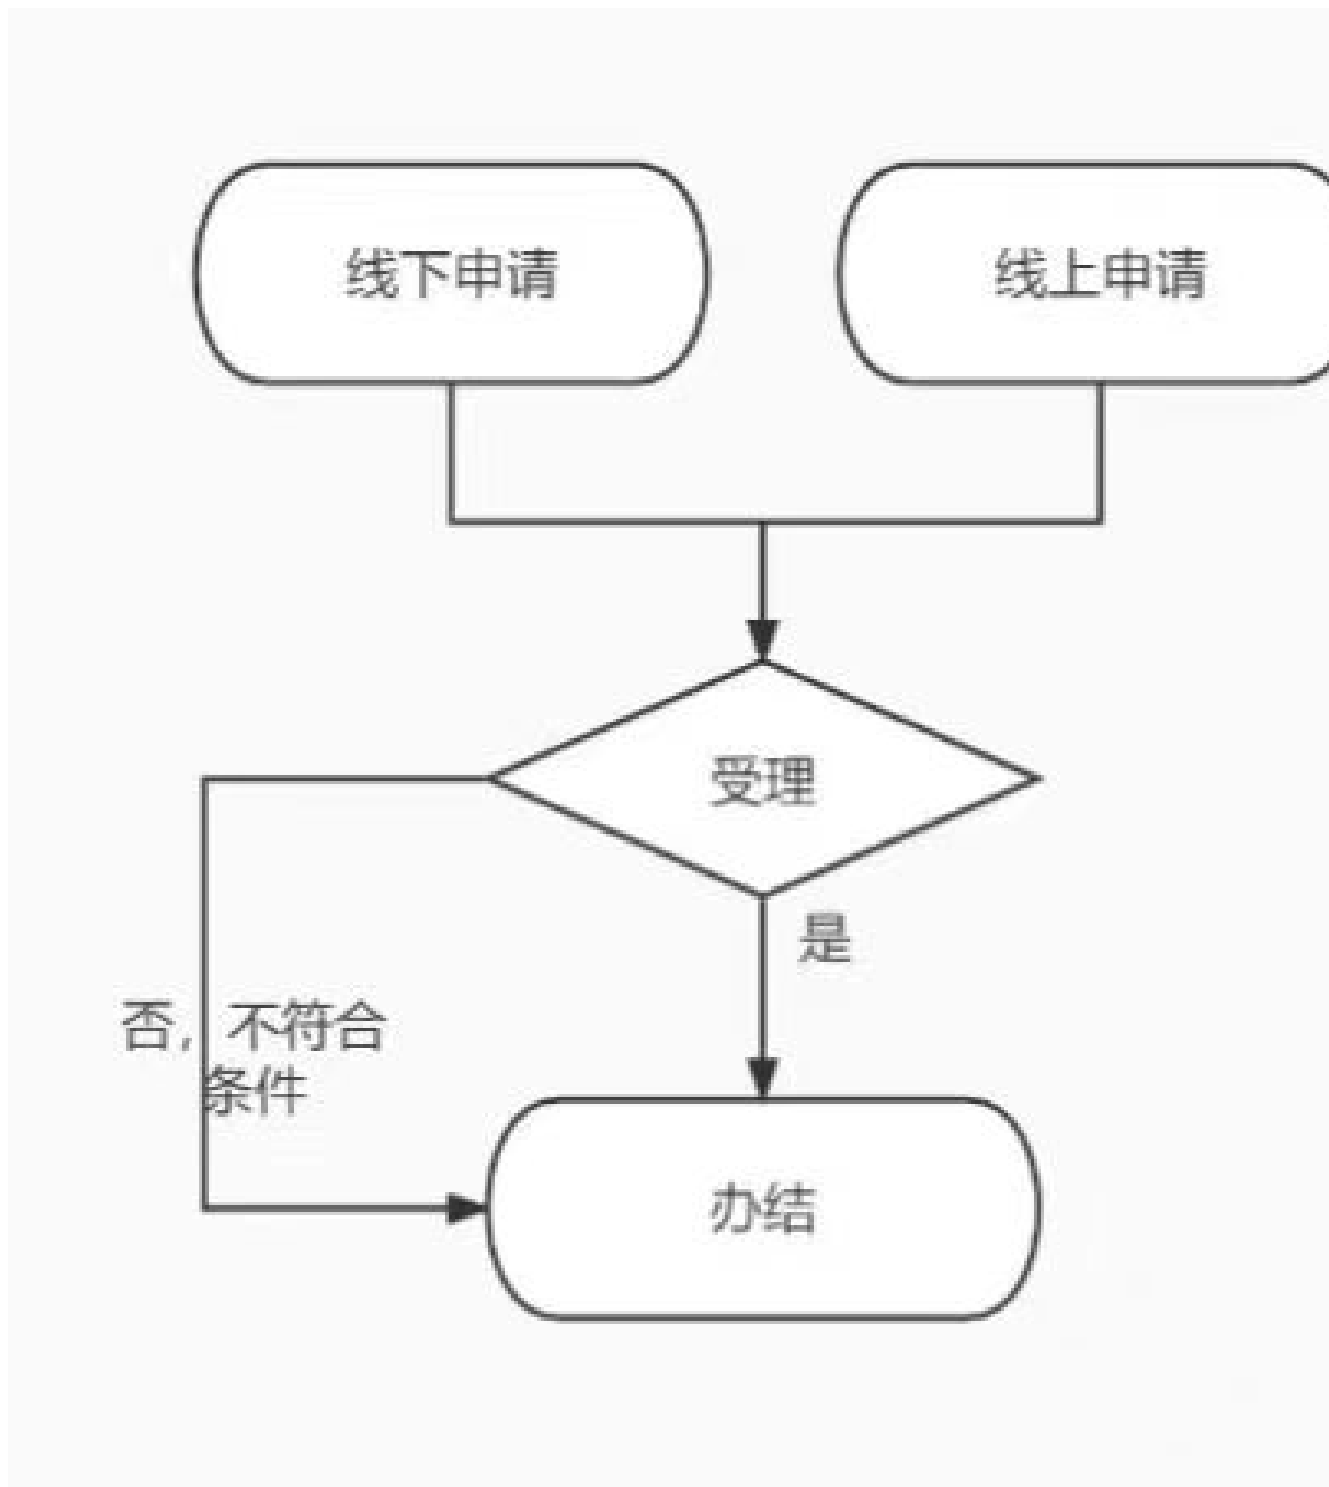 线下申请
线上申请
受理
是
否，不符合
条件
办结